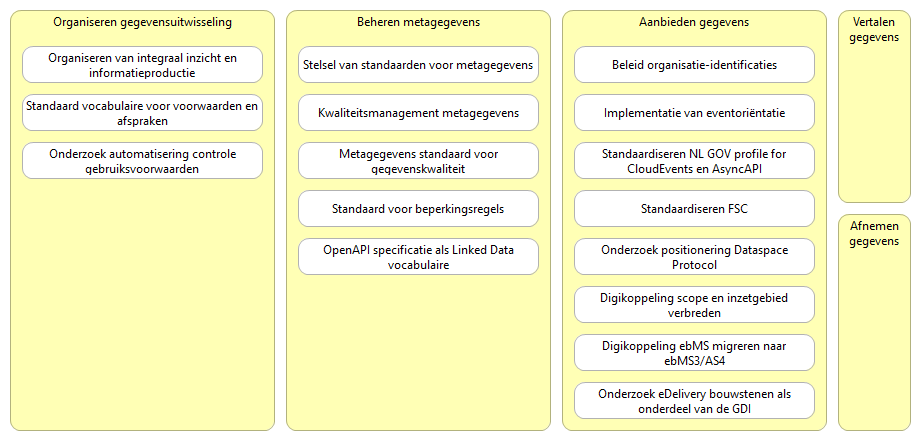 Organiseren gegevensuitwisseling
Organiseren van integraal inzicht en
informatieproductie
Standaard vocabulaire voor voorwaarden en
afspraken
Onderzoek automatisering controle
gebruiksvoorwaarden
Beheren metagegevens
Stelsel van standaarden voor metagegevens
Kwaliteitsmanagement metagegevens
Metagegevens standaard voor
gegevenskwaliteit
Standaard voor beperkingsregels
OpenAPI specificatie als Linked Data
vocabulaire
Aanbieden gegevens
Beleid organisatie-identificaties
Implementatie van eventoriëntatie
Standaardiseren NL GOV profile for
CloudEvents en AsyncAPI
Standaardiseren FSC
Onderzoek positionering Dataspace
Protocol
Digikoppeling scope en inzetgebied
verbreden
Digikoppeling ebMS migreren naar
ebMS3/AS4
Onderzoek eDelivery bouwstenen als
onderdeel van de GDI
Vertalen
gegevens
Afnemen
gegevens